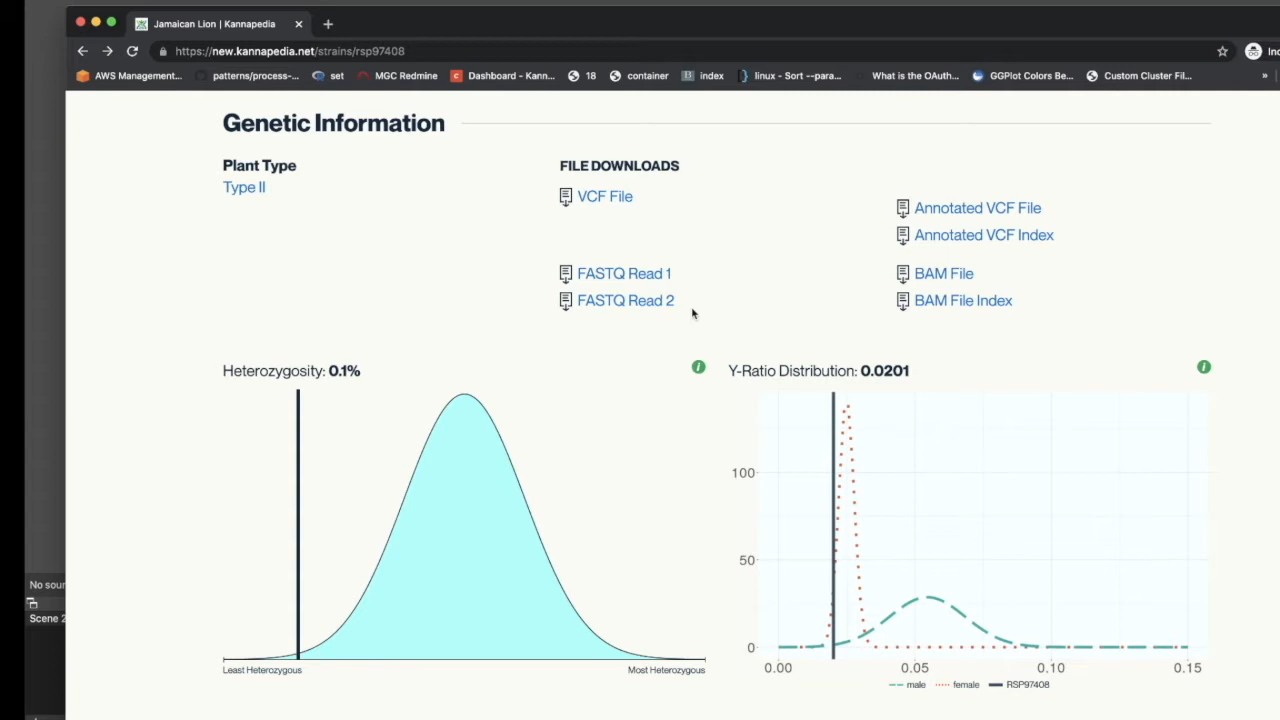 Jamaican Lion | Kannapedia
https://new.kannapedia.net/strains/rsp97408
Inc
AWS Management... patterns/process-... set MGC Redmine Dashboard - Kann... 18 container index linux - Sort --para... What is the OAuth... GGPlot Colors Be... Custom Cluster Fil... »
Genetic Information
Plant Type
Type II
FILE DOWNLOADS
VCF File
Annotated VCF File
Annotated VCF Index
FASTQ Read 1
BAM File
FASTQ Read 2
BAM File Index
Heterozygosity: 0.1%
Least Heterozygous
Most Heterozygous
Y-Ratio Distribution: 0.0201
100
50
0
0.00 0.05 0.10 0.15
male female RSP97408
No sour
Scene 2